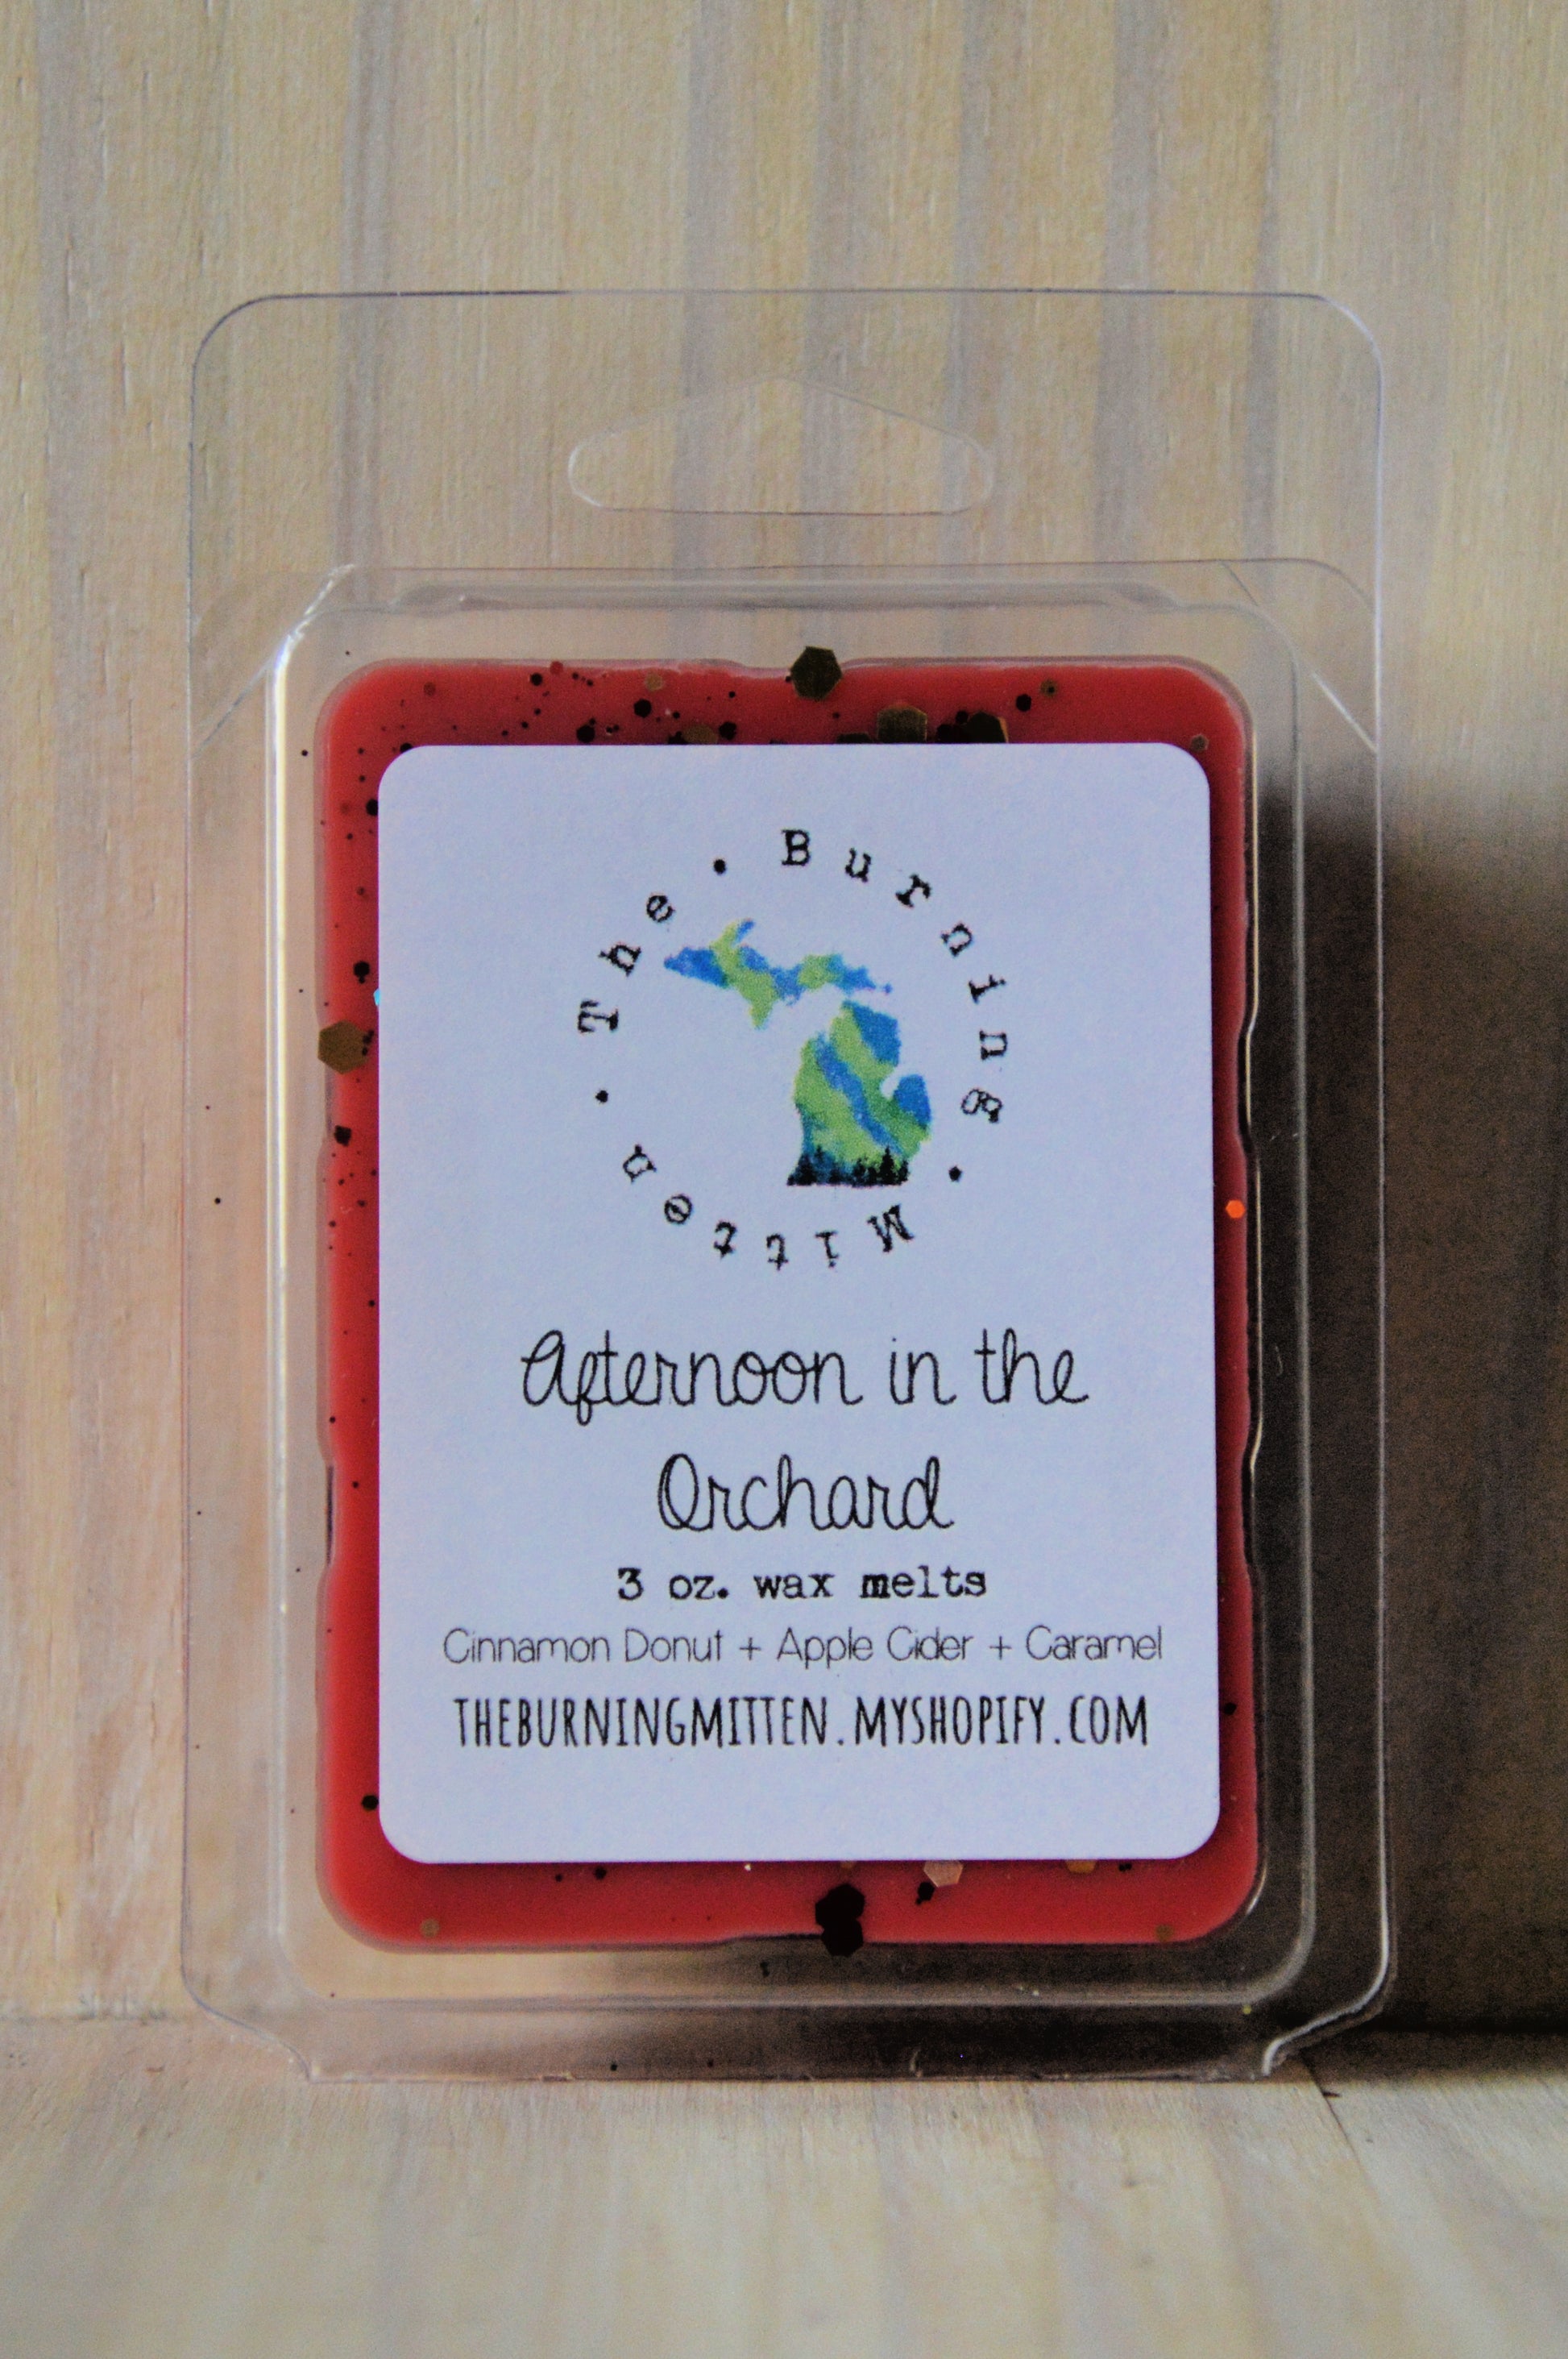 The • Burning • Mitten •
Afternoon in the
Orchard
3 oz. wax melts
Cinnamon Donut + Apple Cider + Caramel
THEBURNINGMITTEN.MYSHOPIFY.COM